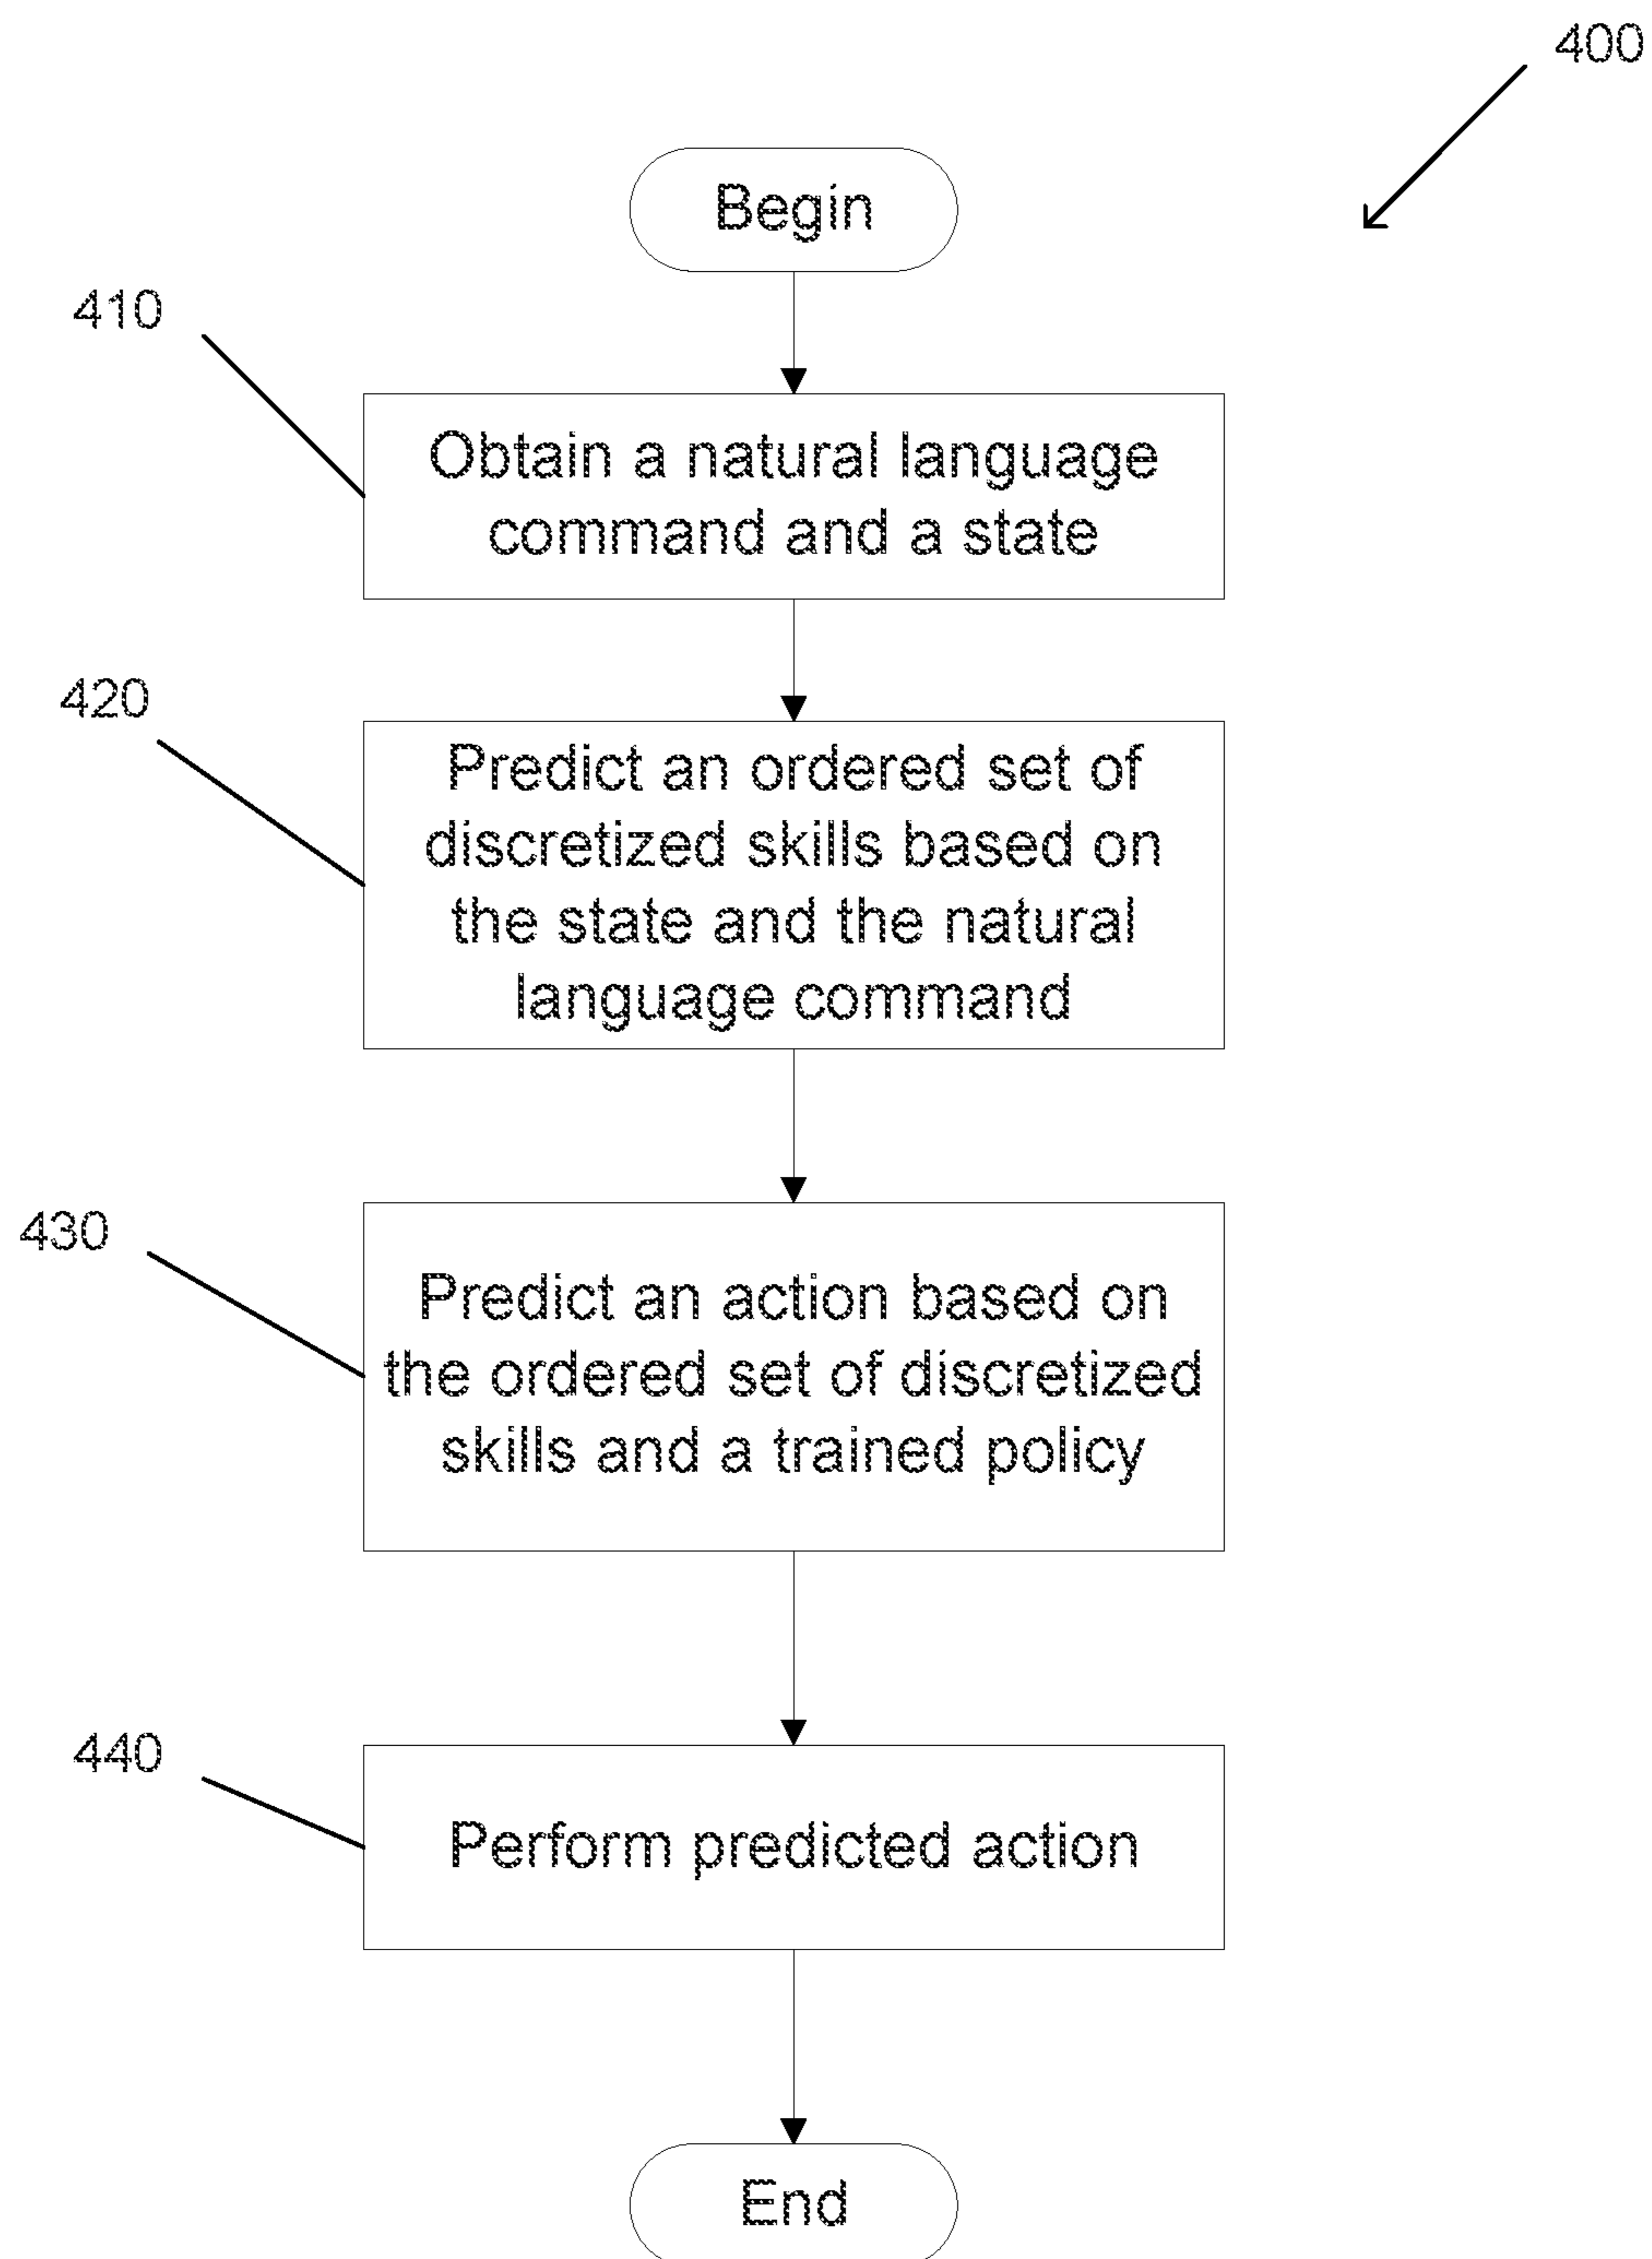 400
Begin
410
Obtain a natural language
command and a state
420
Predict an ordered set of
discretized skills based on
the state and the natural
language command
430
Predict an action based on
the ordered set of discretized
skills and a trained policy
440
Perform predicted action
End